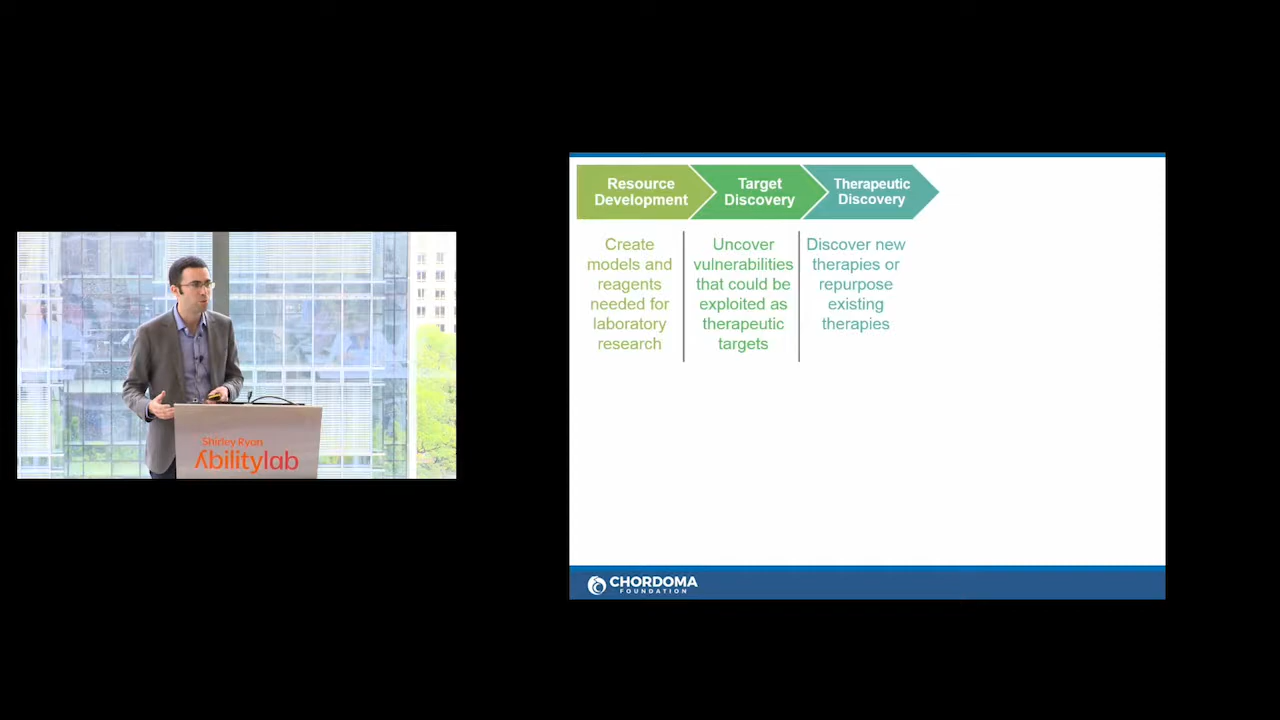 Shirley Ryan
Abilitylab
Resource
Development
Target
Discovery
Therapeutic
Discovery
Create
models and
reagents
needed for
laboratory
research
Uncover
vulnerabilities
that could be
exploited as
therapeutic
targets
Discover new
therapies or
repurpose
existing
therapies
CHORDOMA
FOUNDATION